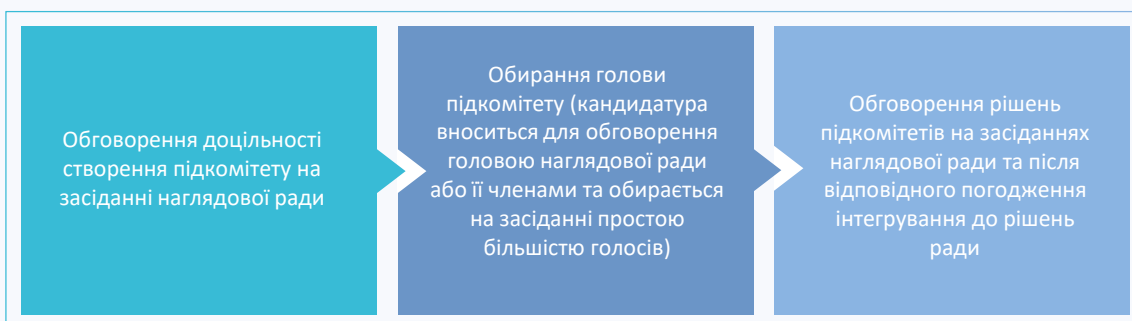 Обговорення доцільності
створення підкомітету на
засіданні наглядової ради
Обирання голови
підкомітету (кандидатура
вноситься для обговорення
головою наглядової ради
або її членами та обирається
на засіданні простою
більшістю голосів)
Обговорення рішень
підкомітетів на засіданнях
наглядової ради та після
відповідного погодження
інтегрування до рішень
ради